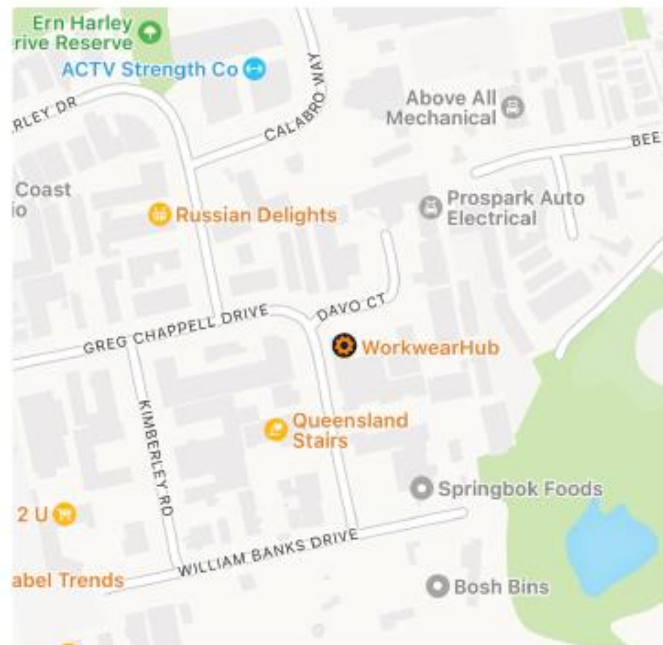 Ern Harley
rive Reserve
ACTV Strength Co
CALABRO WAY
Above All
Mechanical
RLEY DR
BEE
Coast
io
Russian Delights
Prospark Auto
Electrical
DAVO CT
GREG CHAPPELL DRIVE
WorkwearHub
KIMBERLEY RD
Queensland
Stairs
Springbok Foods
2 U
WILLIAM BANKS DRIVE
abel Trends
Bosh Bins